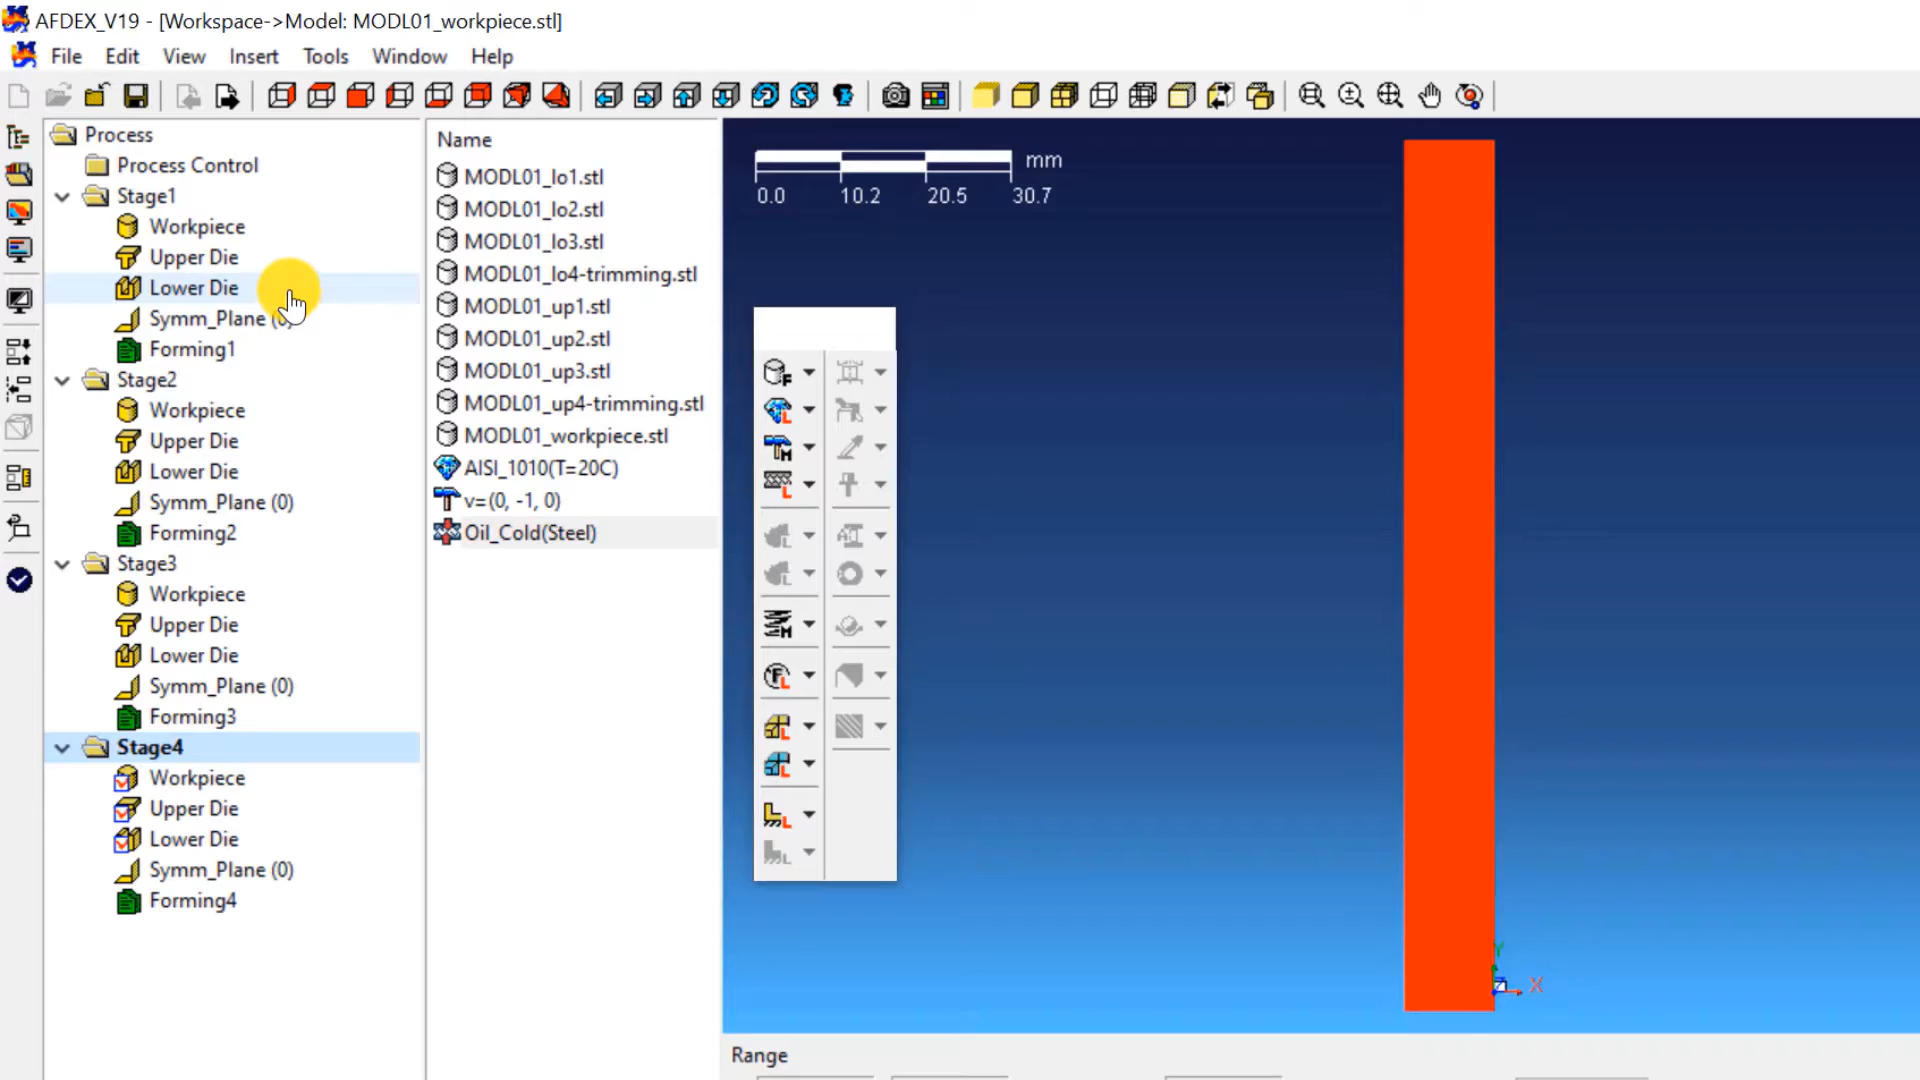 AFDEX_V19 - [Workspace->Model: MODL01_workpiece.stl]
File Edit View Insert Tools Window Help
Process
Process Control
Stage1
Workpiece
Upper Die
Lower Die
Symm_Plane (0)
Forming1
Stage2
Workpiece
Upper Die
Lower Die
Symm_Plane (0)
Forming2
Stage3
Workpiece
Upper Die
Lower Die
Symm_Plane (0)
Forming3
Stage4
Workpiece
Upper Die
Lower Die
Symm_Plane (0)
Forming4
Name
MODL01_lo1.stl
MODL01_lo2.stl
MODL01_lo3.stl
MODL01_lo4-trimming.stl
MODL01_up1.stl
MODL01_up2.stl
MODL01_up3.stl
MODL01_up4-trimming.stl
MODL01_workpiece.stl
AISI_1010(T=20C)
v=(0, -1, 0)
Oil_Cold(Steel)
mm
0.0 10.2 20.5 30.7
Y
Z X
Range